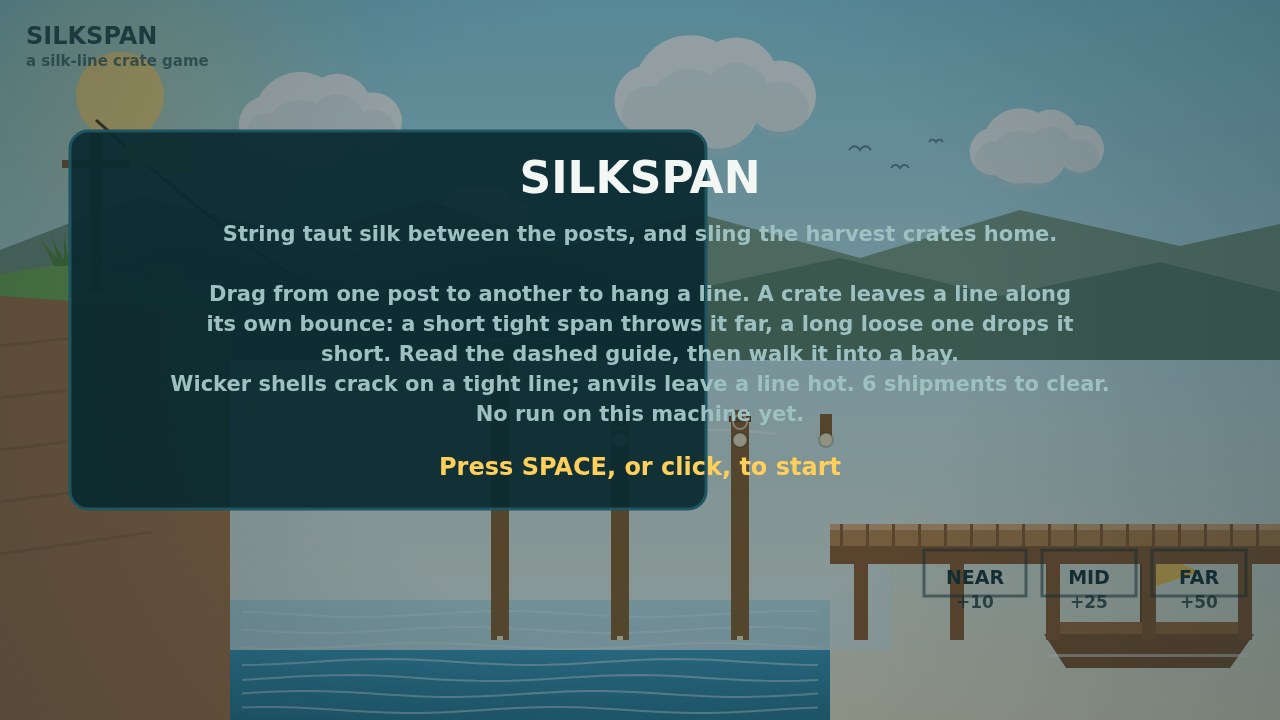 SILKSPAN
a silk-line crate game
SILKSPAN
String taut silk between the posts, and sling the harvest crates home.
Drag from one post to another to hang a line. A crate leaves a line along
its own bounce: a short tight span throws it far, a long loose one drops it
short. Read the dashed guide, then walk it into a bay.
Wicker shells crack on a tight line; anvils leave a line hot. 6 shipments to clear.
No run on this machine yet.
Press SPACE, or click, to start
NEAR MID FAR
+10 +25 +50